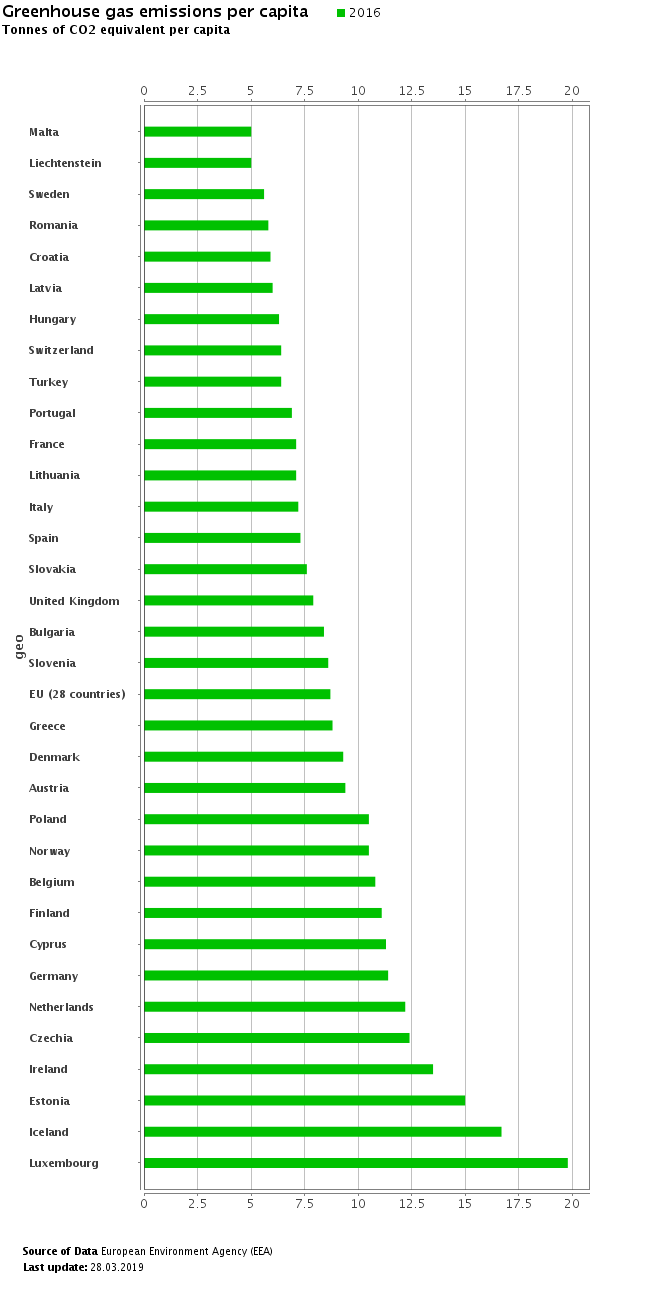 Greenhouse gas emissions per capita 2016
Tonnes of CO2 equivalent per capita
0 2.5 5 7.5 10 12.5 15 17.5 20
Malta
Liechtenstein
Sweden
Romania
Croatia
Latvia
Hungary
Switzerland
Turkey
Portugal
France
Lithuania
Italy
Spain
Slovakia
United Kingdom
Bulgaria
geo
Slovenia
EU (28 countries)
Greece
Denmark
Austria
Poland
Norway
Belgium
Finland
Cyprus
Germany
Netherlands
Czechia
Ireland
Estonia
Iceland
Luxembourg
0 2.5 5 7.5 10 12.5 15 17.5 20
Source of Data European Environment Agency (EEA)
Last update: 28.03.2019